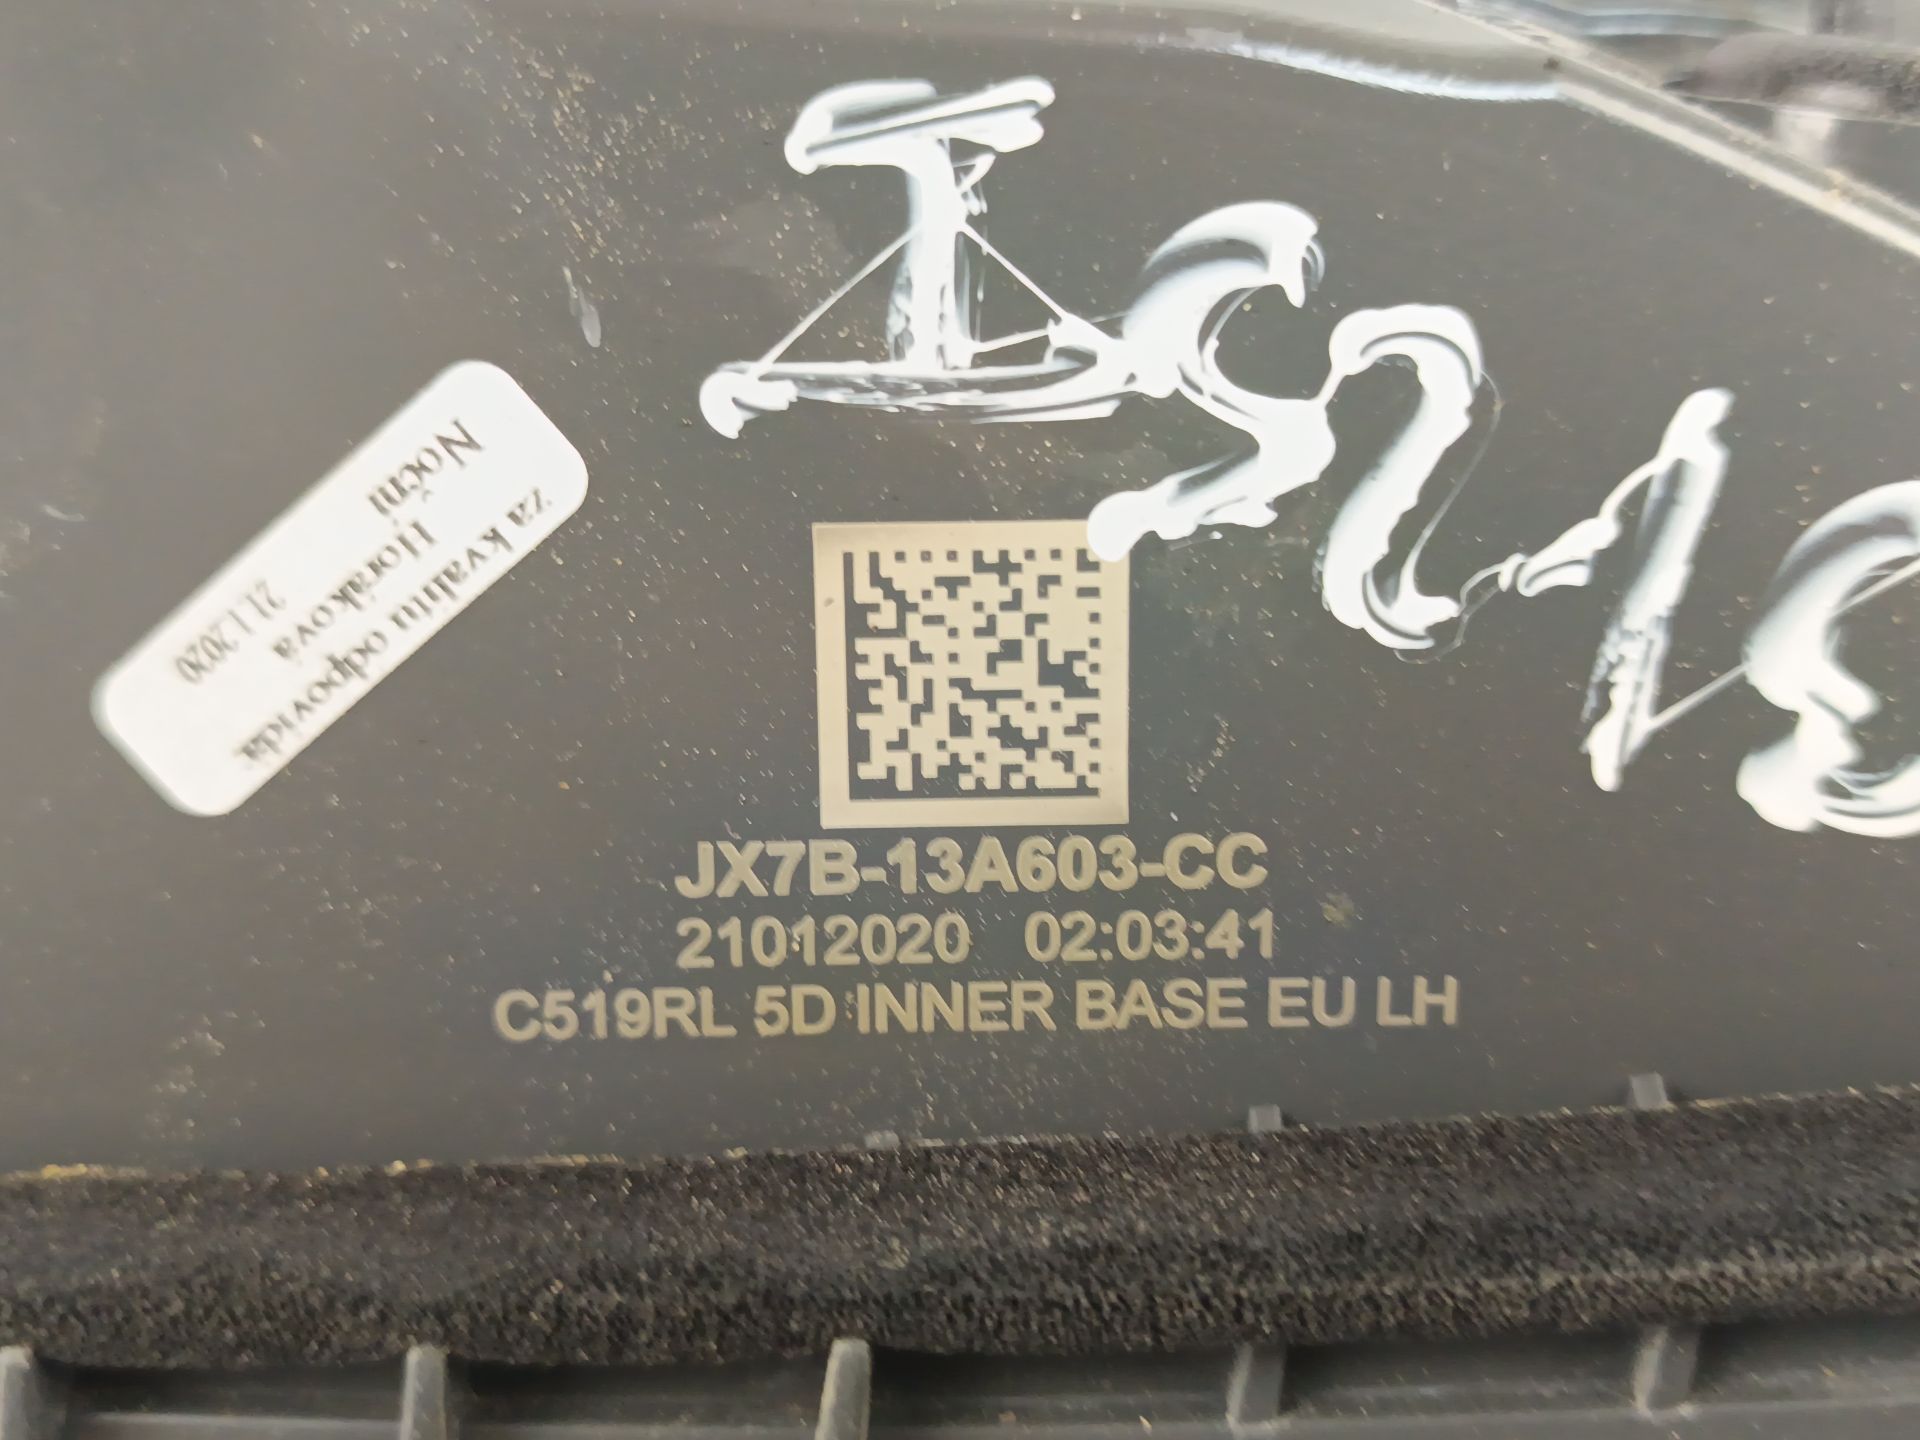 za kvalitu odpovídá
Horáková
Noční
21.1.2020
JX7B-13A603-CC
21012020 02:03:41
C519RL 5D INNER BASE EU LH